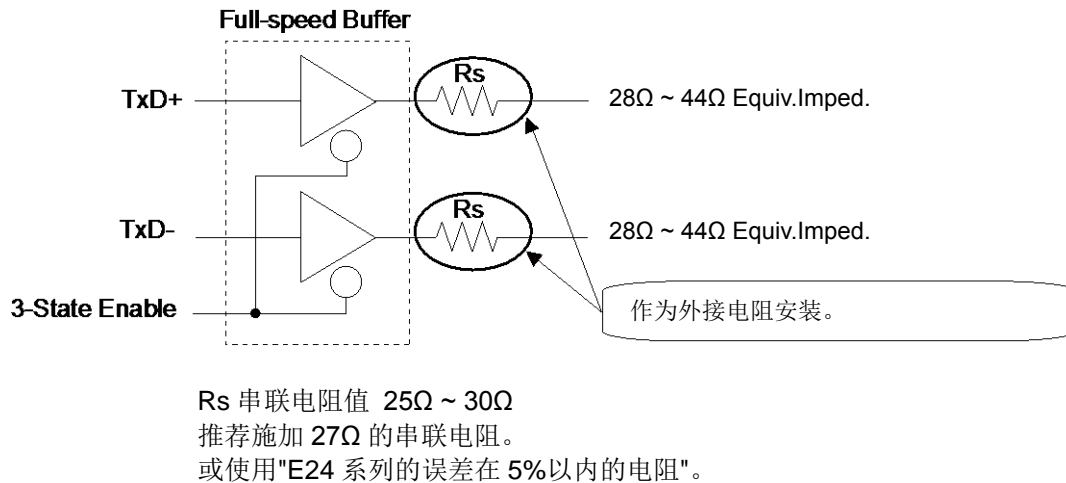 Full-speed Buffer
TxD+
Rs
28Ω ~ 44Ω Equiv.Imped.
TxD-
Rs
28Ω ~ 44Ω Equiv.Imped.
3-State Enable
作为外接电阻安装。
Rs 串联电阻值 25Ω ~ 30Ω
推荐施加 27Ω 的串联电阻。
或使用"E24 系列的误差在 5%以内的电阻"。